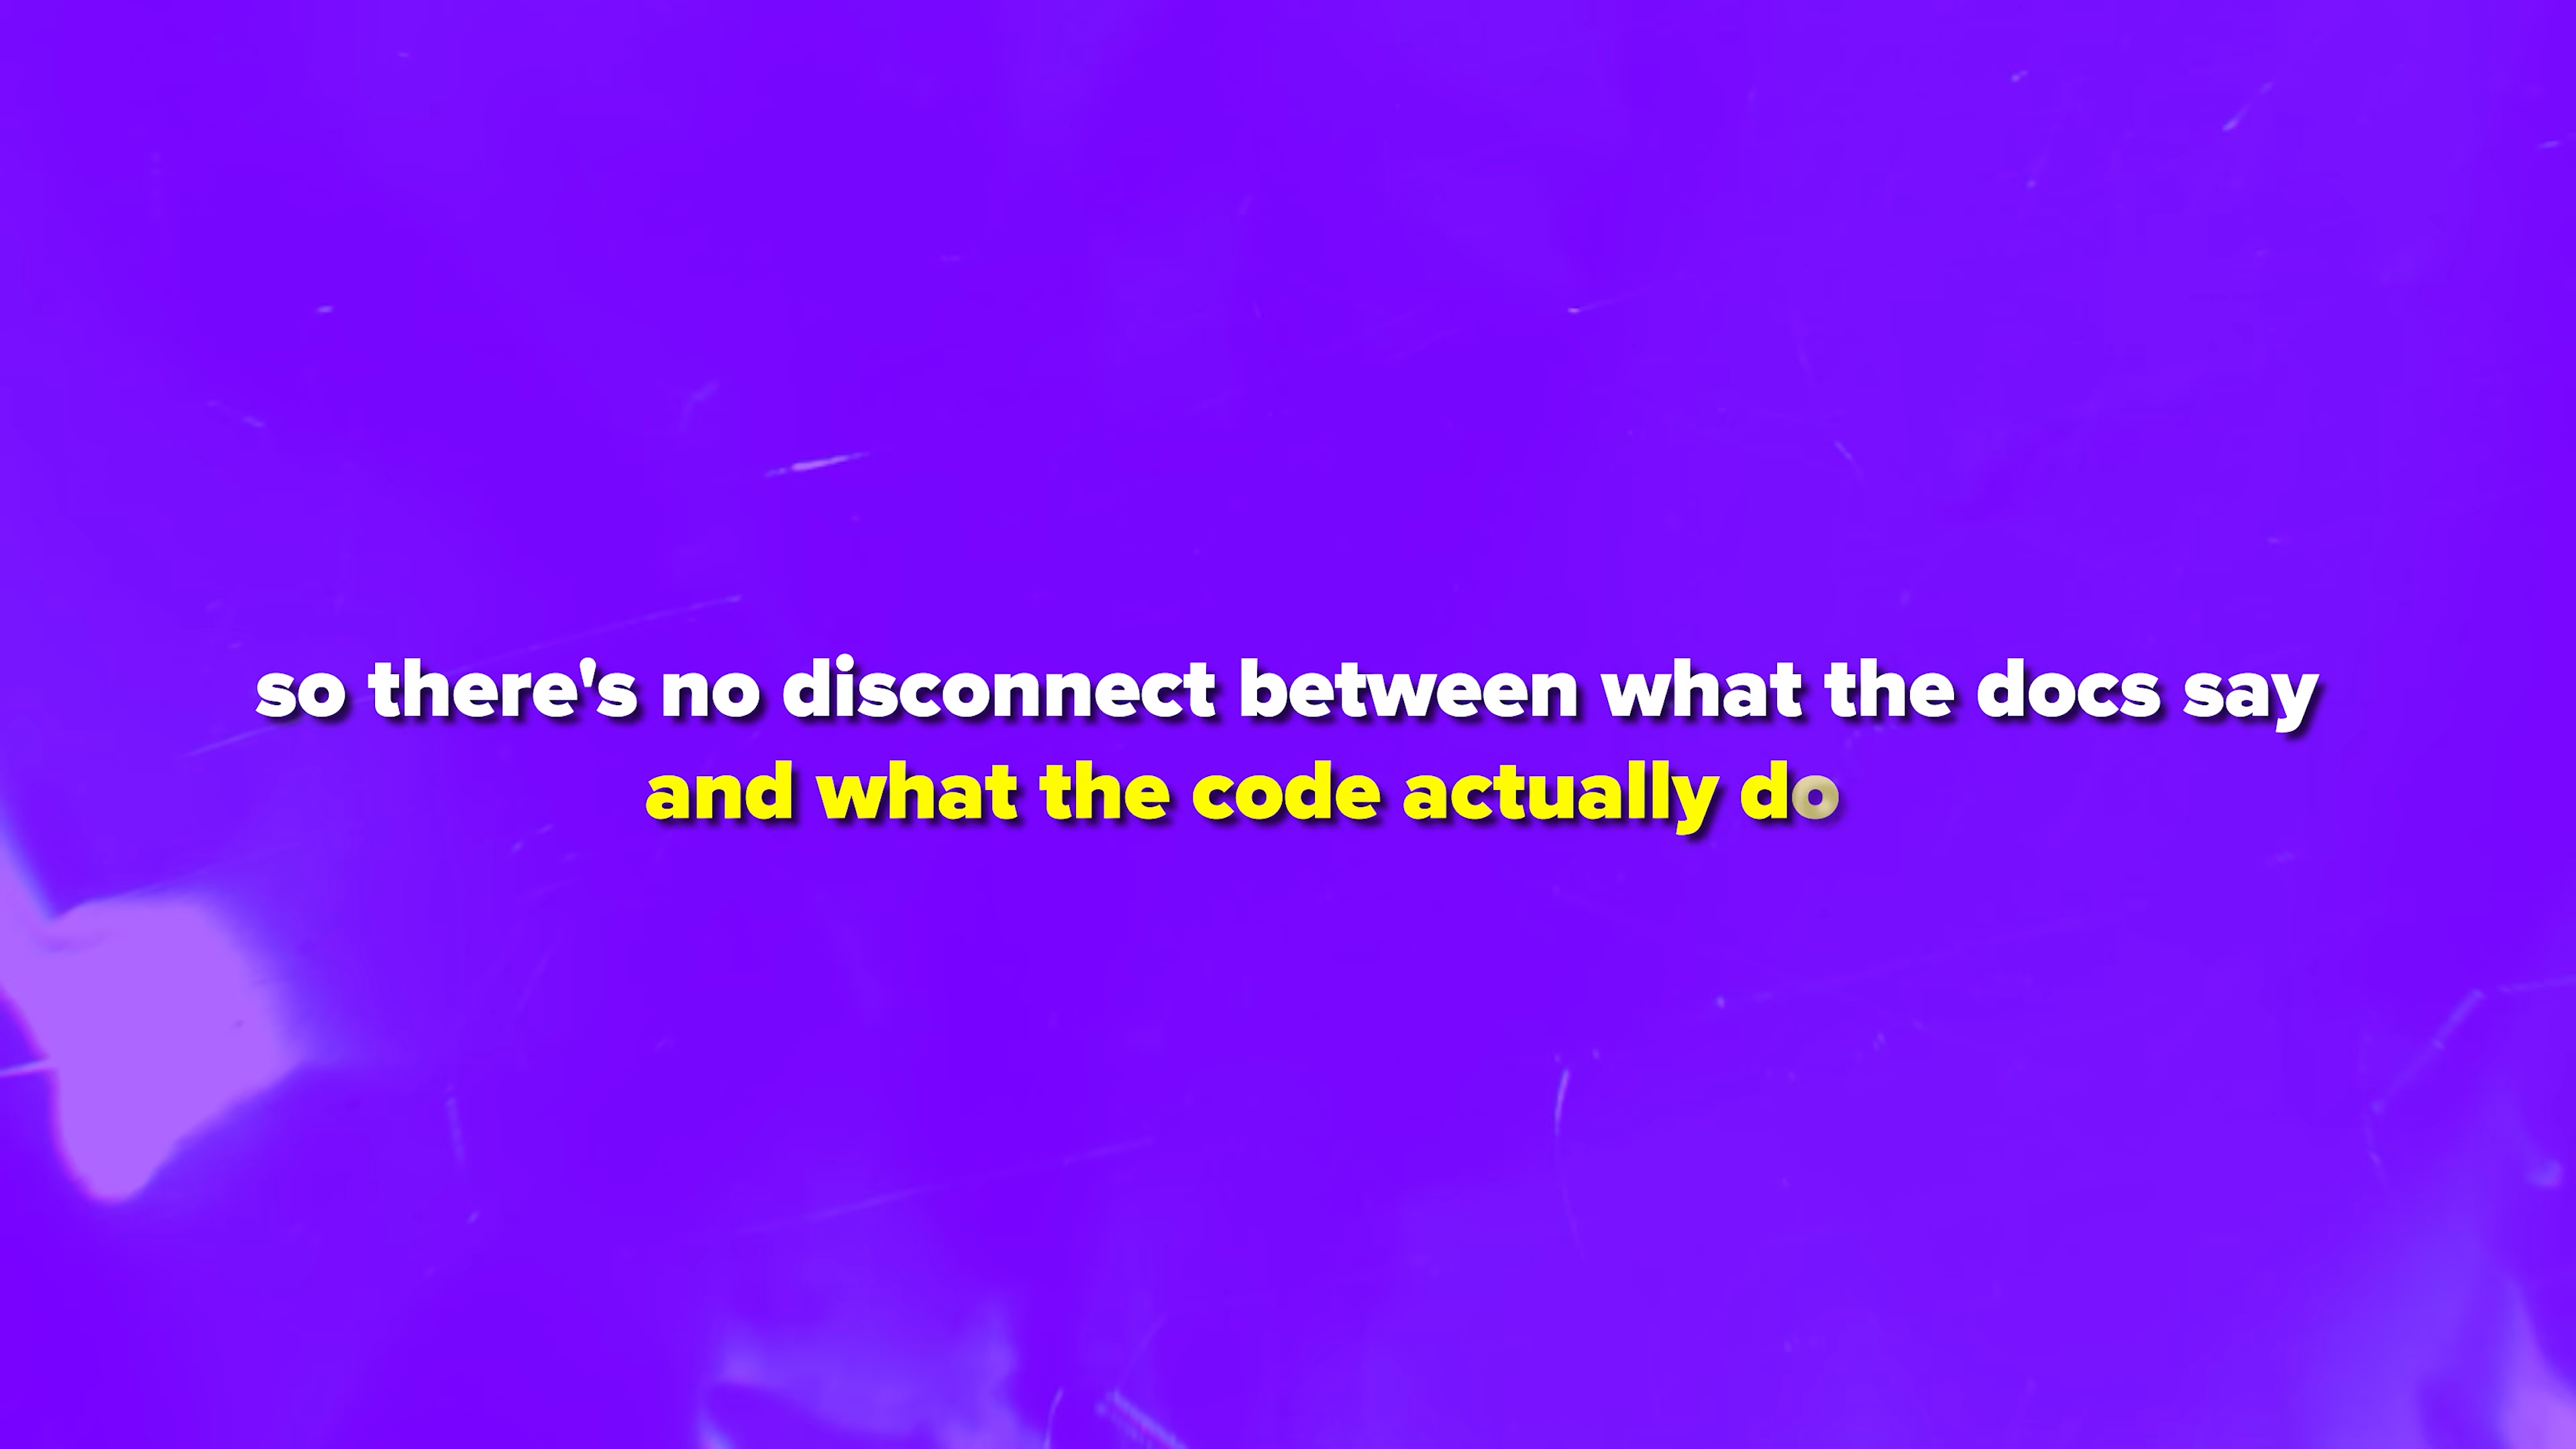 so there's no disconnect between what the docs say
and what the code actually do